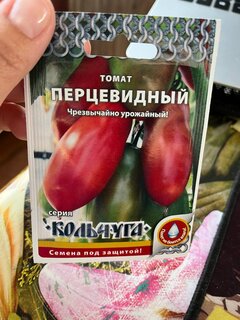 ТОМАТ
ПЕРЦЕВИДНЫЙ
Чрезвычайно урожайный!
серия
КОЛЬЧУГА
Семена под защитой!